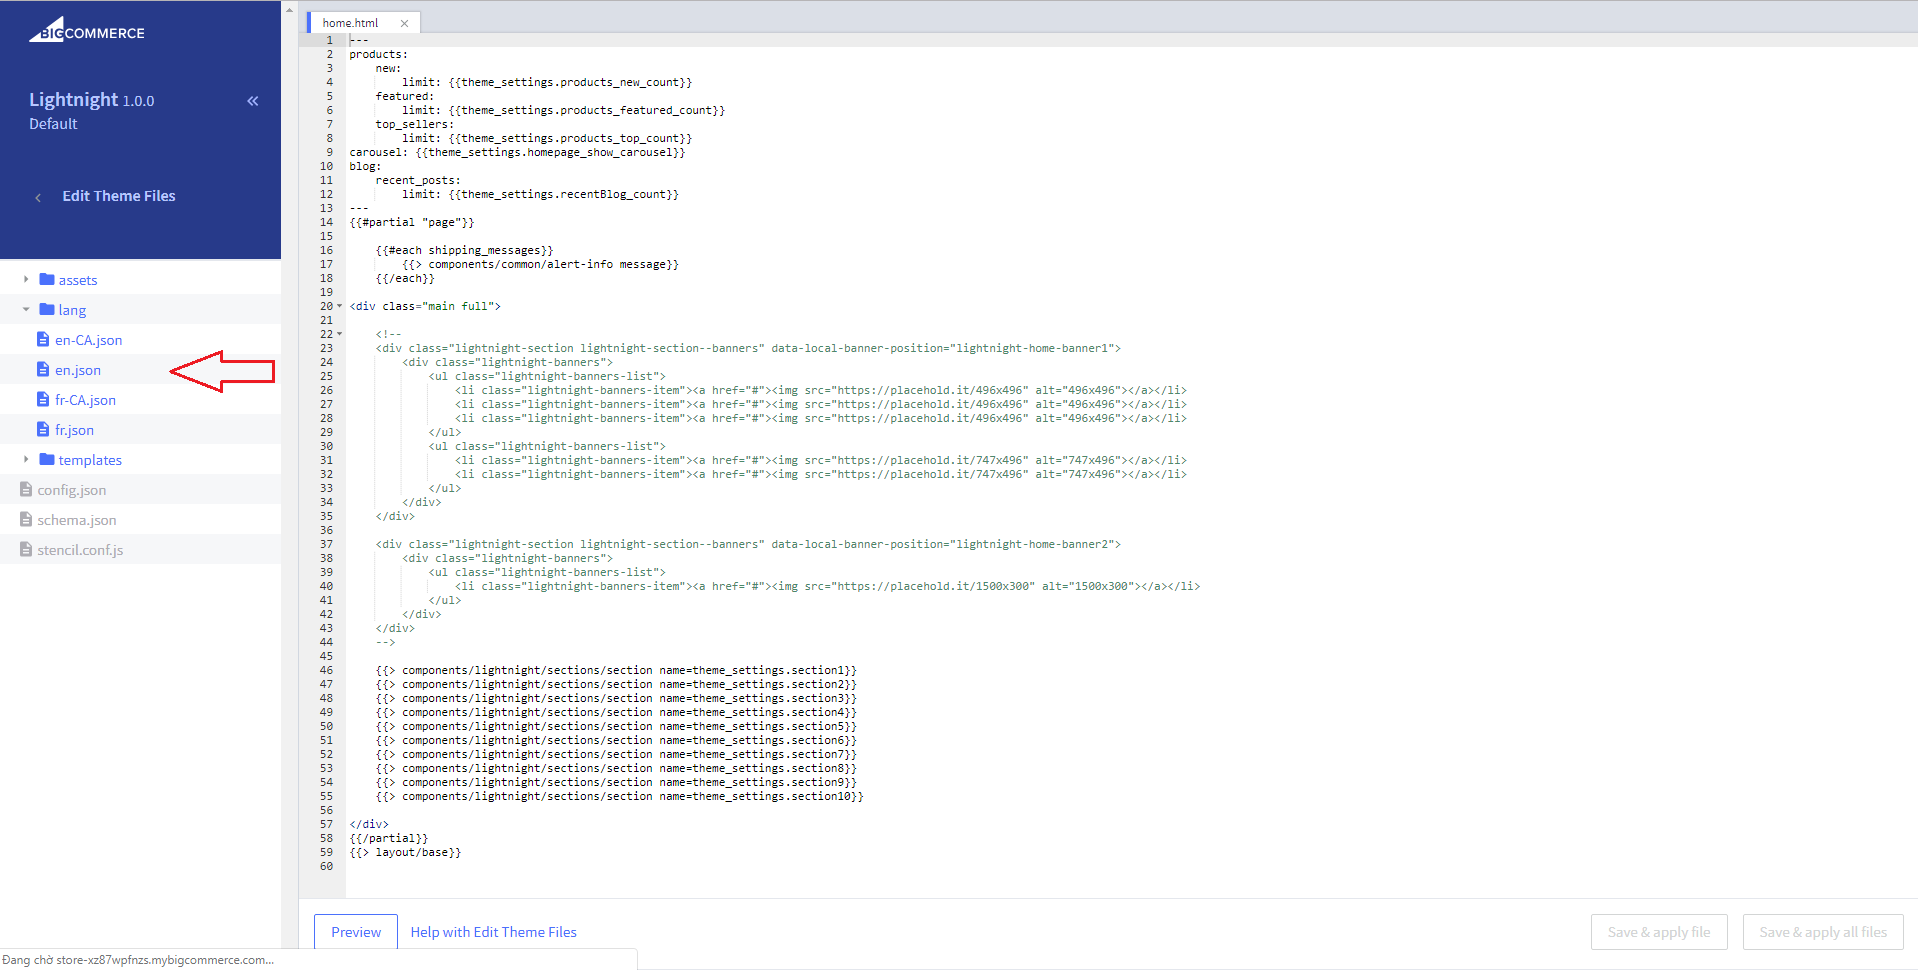 BIGCOMMERCE
Lightnight 1.0.0
«
Default
Edit Theme Files
assets
lang
en-CA.json
en.json
fr-CA.json
fr.json
templates
config.json
schema.json
stencil.conf.js
home.html ×
1 ---
2 products:
3     new:
4         limit: {{theme_settings.products_new_count}}
5     featured:
6         limit: {{theme_settings.products_featured_count}}
7     top_sellers:
8         limit: {{theme_settings.products_top_count}}
9 carousel: {{theme_settings.homepage_show_carousel}}
10 blog:
11     recent_posts:
12         limit: {{theme_settings.recentBlog_count}}
13 ---
14 {{#partial "page"}}
15
16     {{#each shipping_messages}}
17         {{> components/common/alert-info message}}
18     {{/each}}
19
20 <div class="main full">
21
22     <!--
23     <div class="lightnight-section lightnight-section--banners" data-local-banner-position="lightnight-home-banner1">
24         <div class="lightnight-banners">
25             <ul class="lightnight-banners-list">
26                 <li class="lightnight-banners-item"><a href="#"><img src="https://placehold.it/496x496" alt="496x496"></a></li>
27                 <li class="lightnight-banners-item"><a href="#"><img src="https://placehold.it/496x496" alt="496x496"></a></li>
28                 <li class="lightnight-banners-item"><a href="#"><img src="https://placehold.it/496x496" alt="496x496"></a></li>
29             </ul>
30             <ul class="lightnight-banners-list">
31                 <li class="lightnight-banners-item"><a href="#"><img src="https://placehold.it/747x496" alt="747x496"></a></li>
32                 <li class="lightnight-banners-item"><a href="#"><img src="https://placehold.it/747x496" alt="747x496"></a></li>
33             </ul>
34         </div>
35     </div>
36
37     <div class="lightnight-section lightnight-section--banners" data-local-banner-position="lightnight-home-banner2">
38         <div class="lightnight-banners">
39             <ul class="lightnight-banners-list">
40                 <li class="lightnight-banners-item"><a href="#"><img src="https://placehold.it/1500x300" alt="1500x300"></a></li>
41             </ul>
42         </div>
43     </div>
44     -->
45
46     {{> components/lightnight/sections/section name=theme_settings.section1}}
47     {{> components/lightnight/sections/section name=theme_settings.section2}}
48     {{> components/lightnight/sections/section name=theme_settings.section3}}
49     {{> components/lightnight/sections/section name=theme_settings.section4}}
50     {{> components/lightnight/sections/section name=theme_settings.section5}}
51     {{> components/lightnight/sections/section name=theme_settings.section6}}
52     {{> components/lightnight/sections/section name=theme_settings.section7}}
53     {{> components/lightnight/sections/section name=theme_settings.section8}}
54     {{> components/lightnight/sections/section name=theme_settings.section9}}
55     {{> components/lightnight/sections/section name=theme_settings.section10}}
56
57 </div>
58 {{/partial}}
59 {{> layout/base}}
60
Preview
Help with Edit Theme Files
Save & apply file
Save & apply all files
Đang chờ store-xz87wpfnzs.mybigcommerce.com...